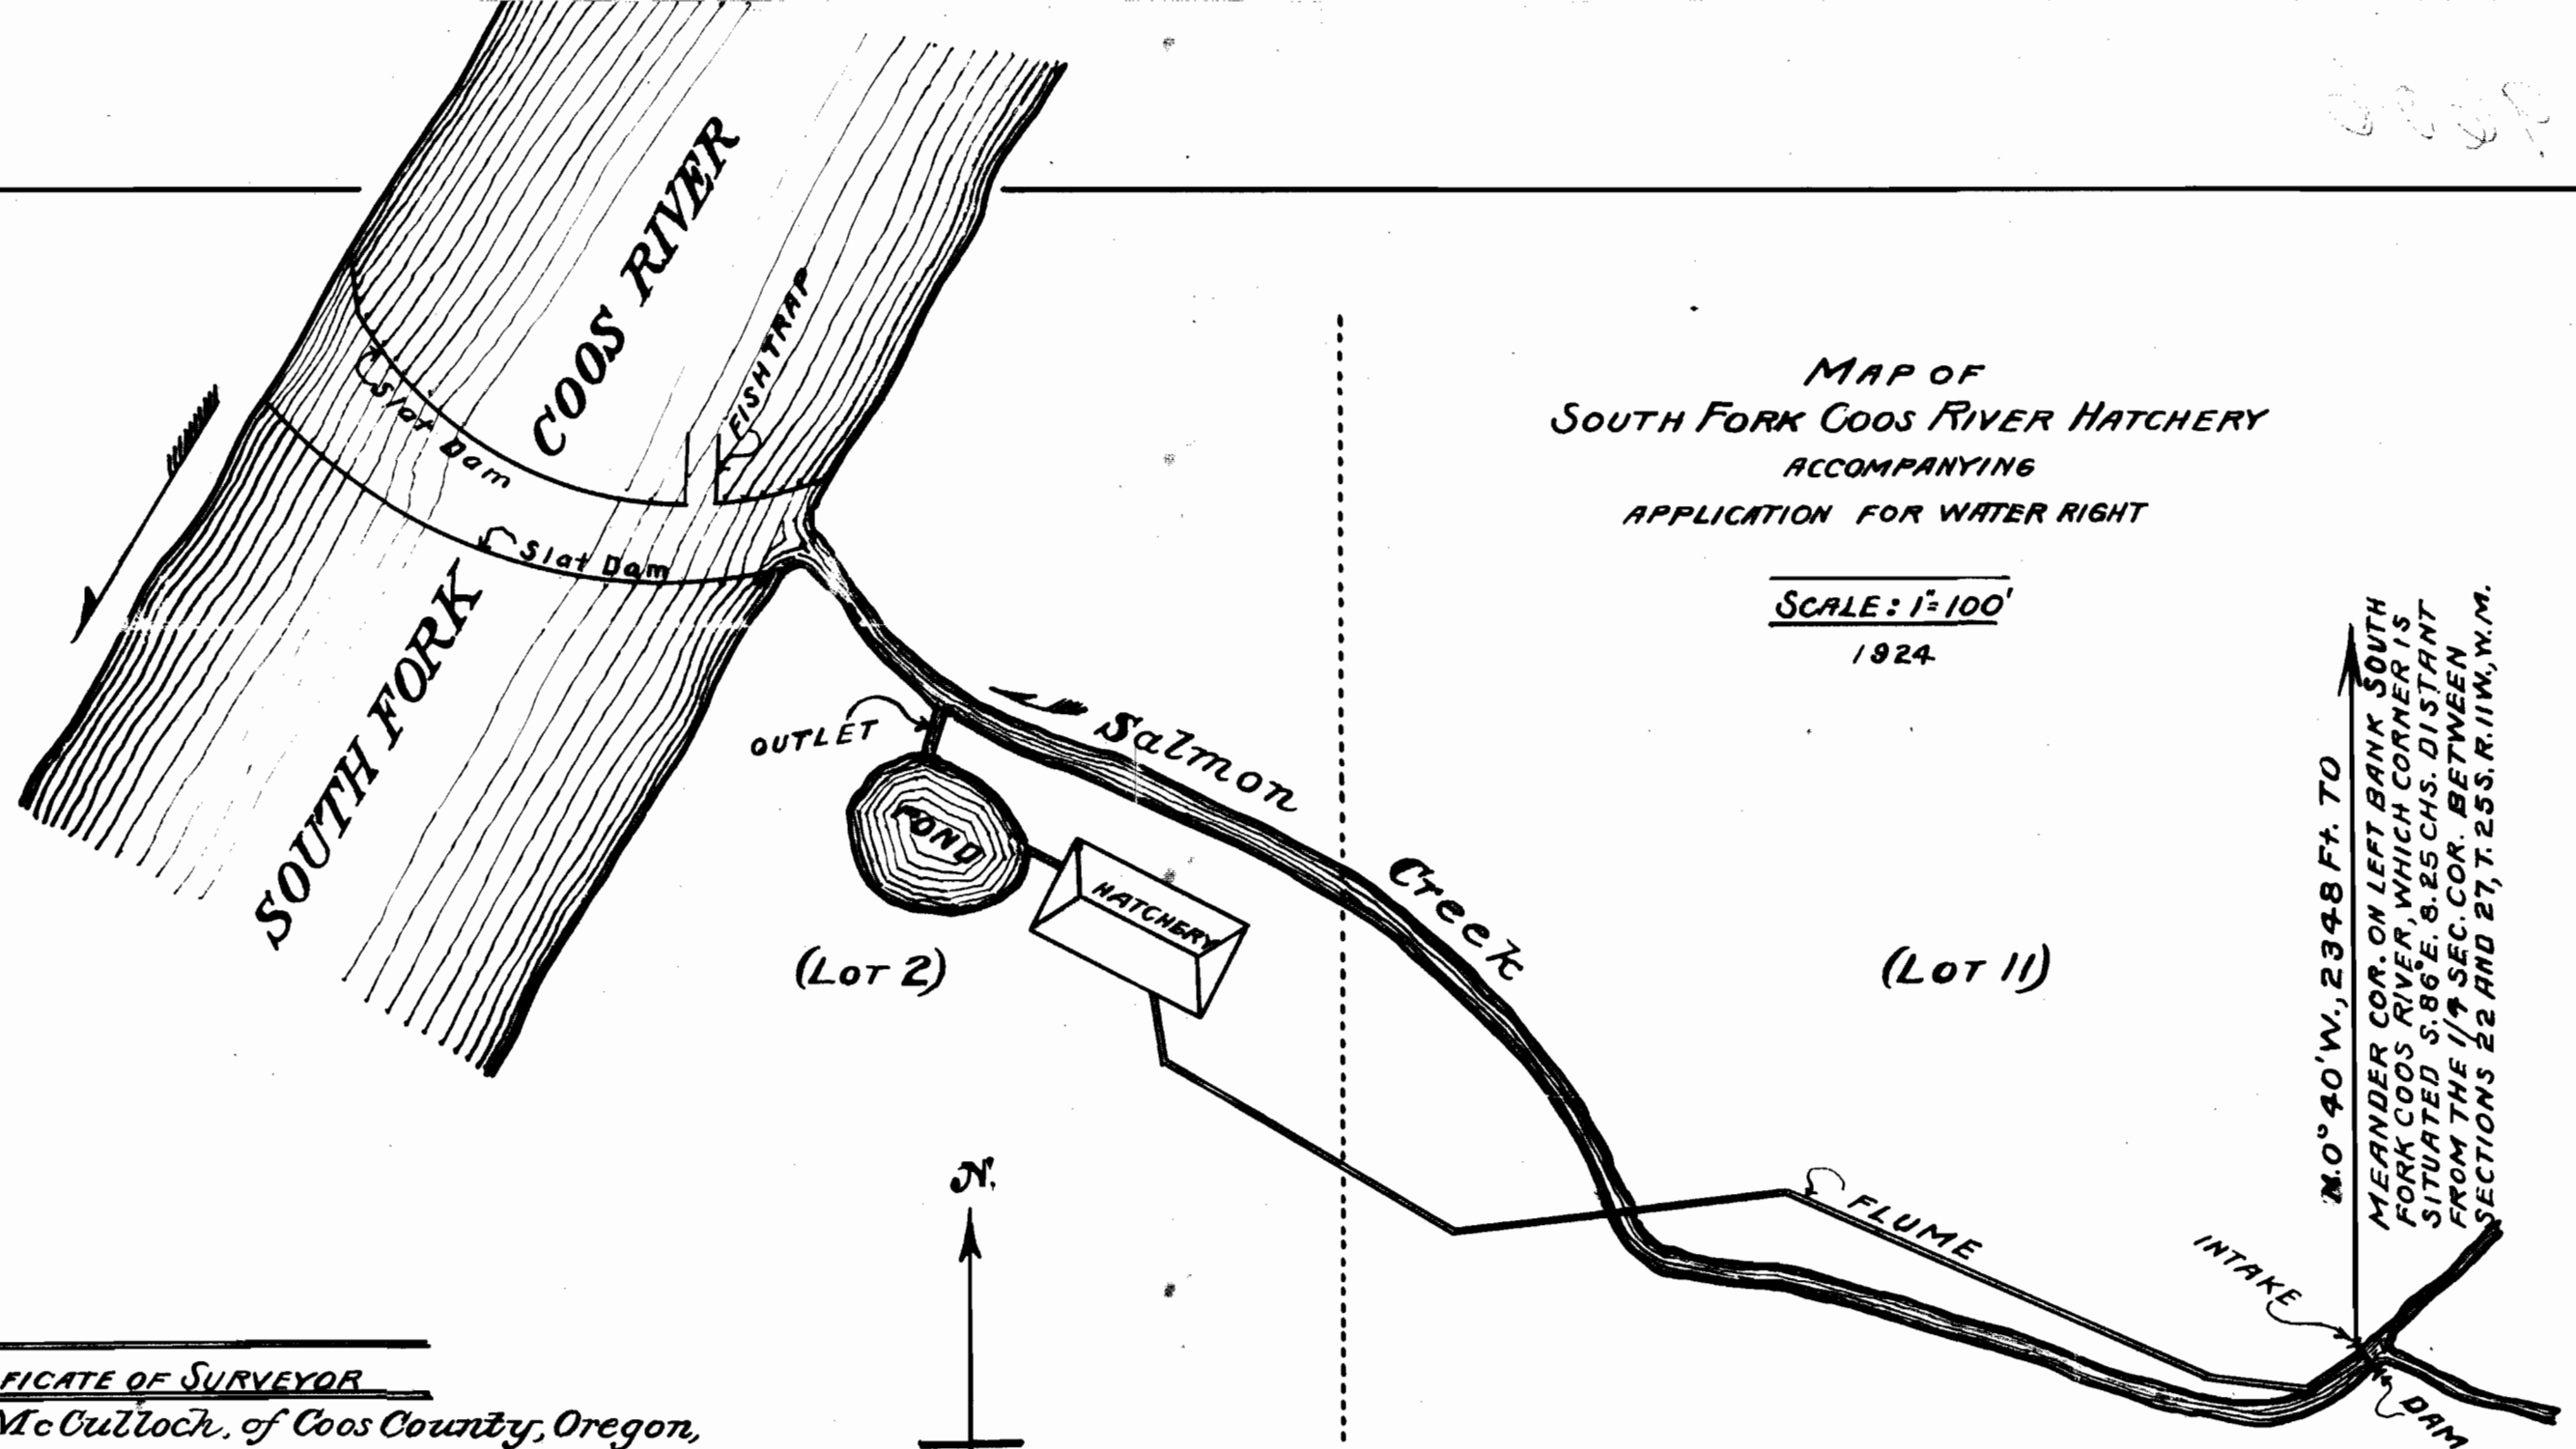 COOS RIVER
FISH TRAP
Slat Dam
Slat Dam
SOUTH FORK
MAP OF
SOUTH FORK COOS RIVER HATCHERY
ACCOMPANYING
APPLICATION FOR WATER RIGHT
SCALE: 1"=100'
1924
OUTLET
Salmon
Creek
POND
HATCHERY
(LOT 2)
(LOT 11)
N.0°40'W., 2348 Ft. TO
MEANDER COR. ON LEFT BANK SOUTH
FORK COOS RIVER, WHICH CORNER IS
SITUATED S.86°E. 8.25 CHS. DISTANT
FROM THE 1/4 SEC. COR. BETWEEN
SECTIONS 22 AND 27, T. 25 S. R. 11 W., W.M.
N.
FLUME
INTAKE
DAM
FICATE OF SURVEYOR
McCulloch, of Coos County, Oregon,